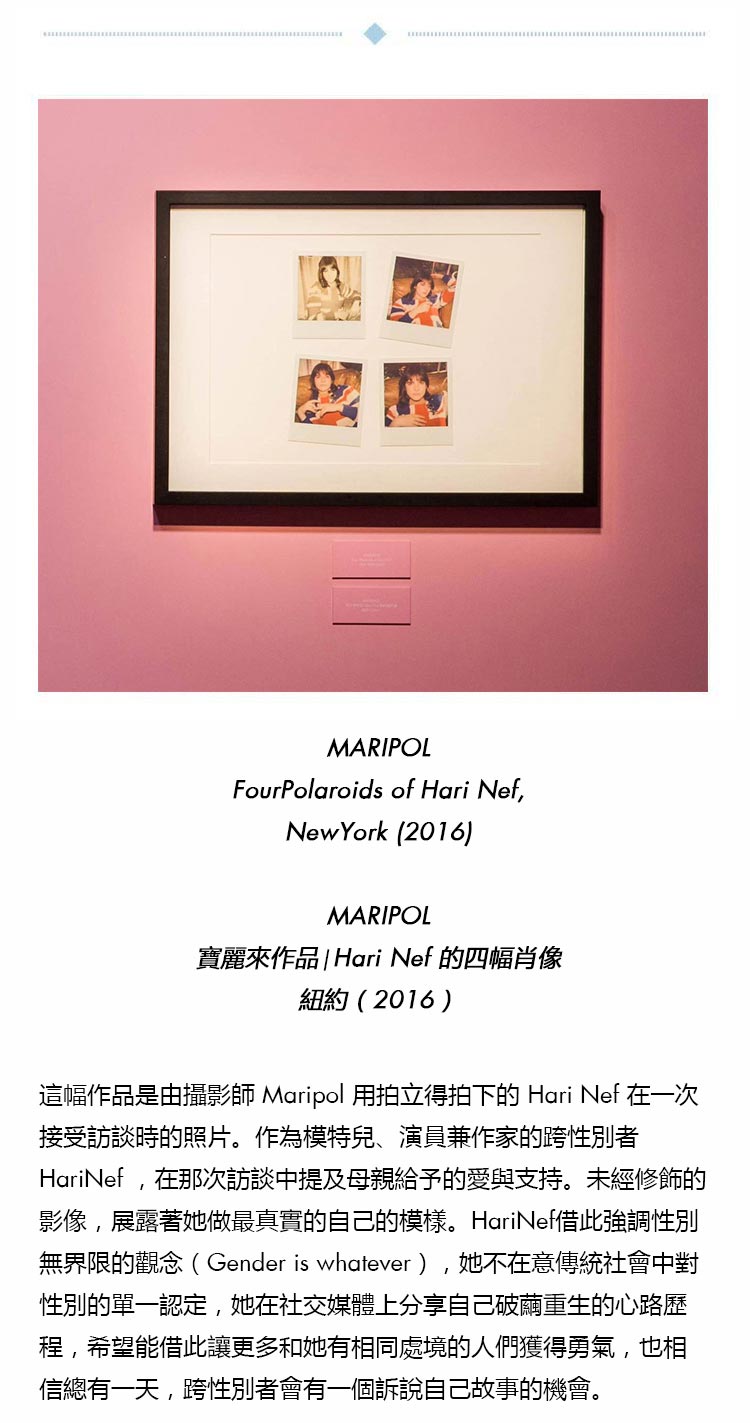 MARIPOL
FourPolaroids of Hari Nef,
NewYork (2016)
MARIPOL
寶麗來作品|Hari Nef 的四幅肖像
紐約（2016）
這幅作品是由攝影師 Maripol 用拍立得拍下的 Hari Nef 在一次
接受訪談時的照片。作為模特兒、演員兼作家的跨性別者
HariNef ，在那次訪談中提及母親給予的愛與支持。未經修飾的
影像，展露著她做最真實的自己的模樣。HariNef借此強調性別
無界限的觀念（Gender is whatever），她不在意傳統社會中對
性別的單一認定，她在社交媒體上分享自己破繭重生的心路歷
程，希望能借此讓更多和她有相同處境的人們獲得勇氣，也相
信總有一天，跨性別者會有一個訴說自己故事的機會。